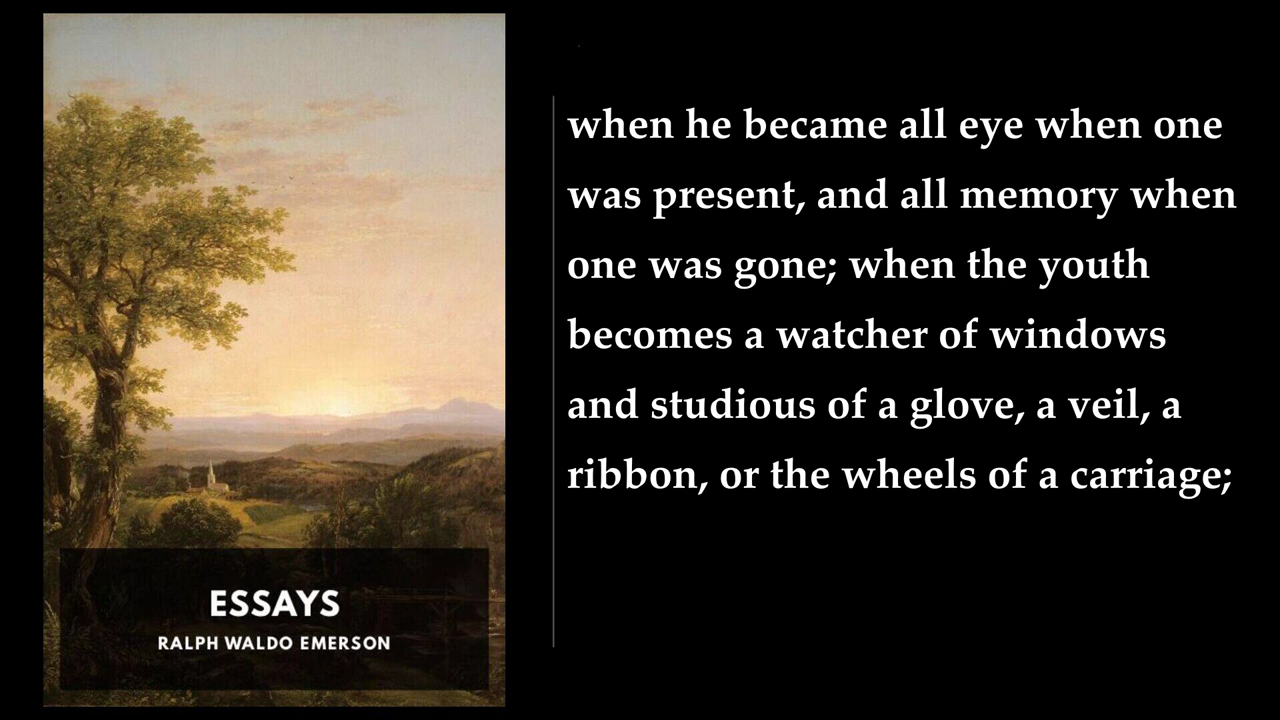 when he became all eye when one
was present, and all memory when
one was gone; when the youth
becomes a watcher of windows
and studious of a glove, a veil, a
ribbon, or the wheels of a carriage;
ESSAYS
RALPH WALDO EMERSON